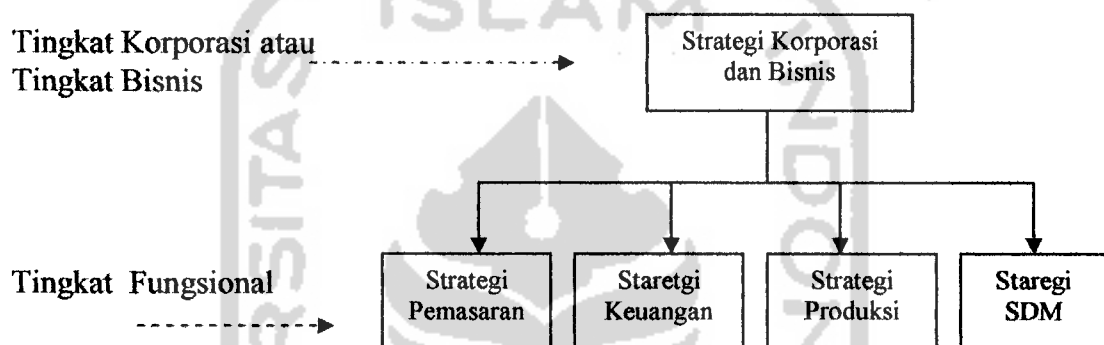 ISLAM
Tingkat Korporasi atau
Tingkat Bisnis
Strategi Korporasi
dan Bisnis
Tingkat Fungsional
Strategi
Pemasaran
Staretgi
Keuangan
Strategi
Produksi
Staregi
SDM